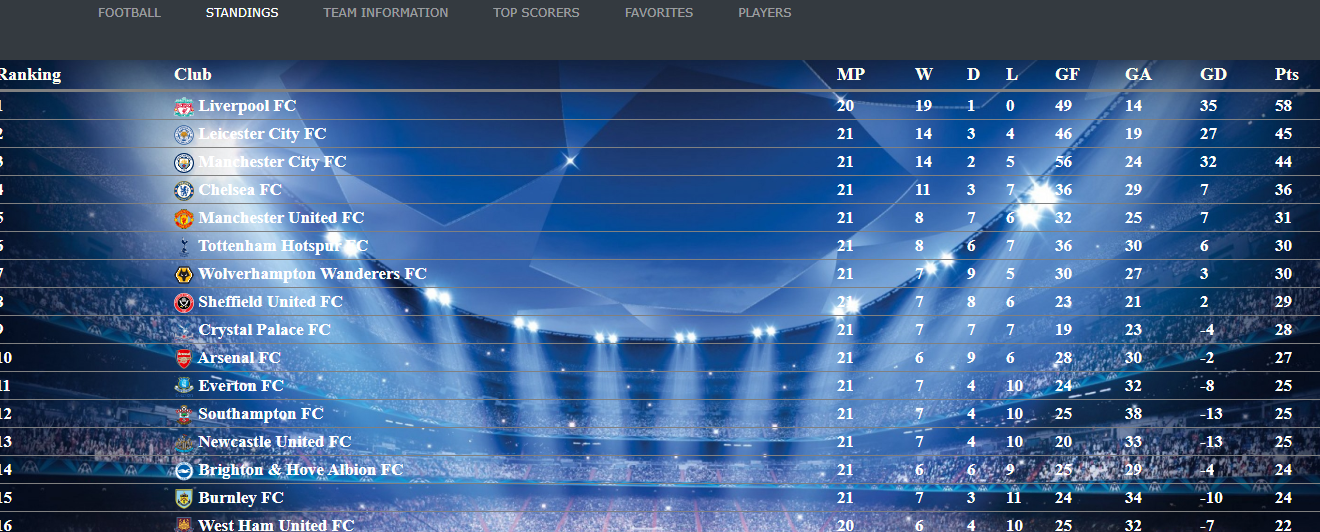 FOOTBALL STANDINGS TEAM INFORMATION TOP SCORERS FAVORITES PLAYERS
Ranking Club MP W D L GF GA GD Pts
1 Liverpool FC 20 19 1 0 49 14 35 58
2 Leicester City FC 21 14 3 4 46 19 27 45
3 Manchester City FC 21 14 2 5 56 24 32 44
4 Chelsea FC 21 11 3 7 36 29 7 36
5 Manchester United FC 21 8 7 6 32 25 7 31
6 Tottenham Hotspur FC 21 8 6 7 36 30 6 30
7 Wolverhampton Wanderers FC 21 7 9 5 30 27 3 30
8 Sheffield United FC 21 7 8 6 23 21 2 29
9 Crystal Palace FC 21 7 7 7 19 23 -4 28
10 Arsenal FC 21 6 9 6 28 30 -2 27
11 Everton FC 21 7 4 10 24 32 -8 25
12 Southampton FC 21 7 4 10 25 38 -13 25
13 Newcastle United FC 21 7 4 10 20 33 -13 25
14 Brighton & Hove Albion FC 21 6 6 9 25 29 -4 24
15 Burnley FC 21 7 3 11 24 34 -10 24
16 West Ham United FC 20 6 4 10 25 32 -7 22